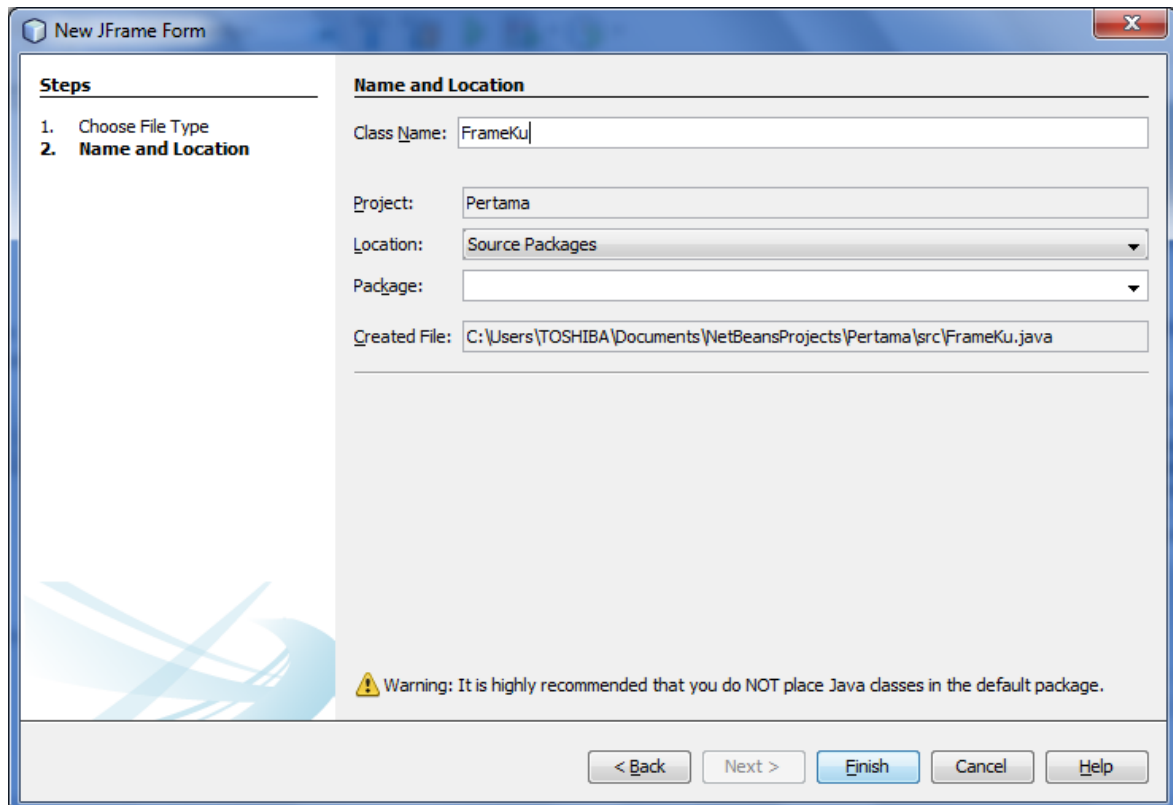 New JFrame Form
Steps
1. Choose File Type
2. Name and Location
Name and Location
Class Name: FrameKu
Project: Pertama
Location: Source Packages
Package:
Created File: C:\Users\TOSHIBA\Documents\NetBeansProjects\Pertama\src\FrameKu.java
Warning: It is highly recommended that you do NOT place Java classes in the default package.
< Back Next > Finish Cancel Help